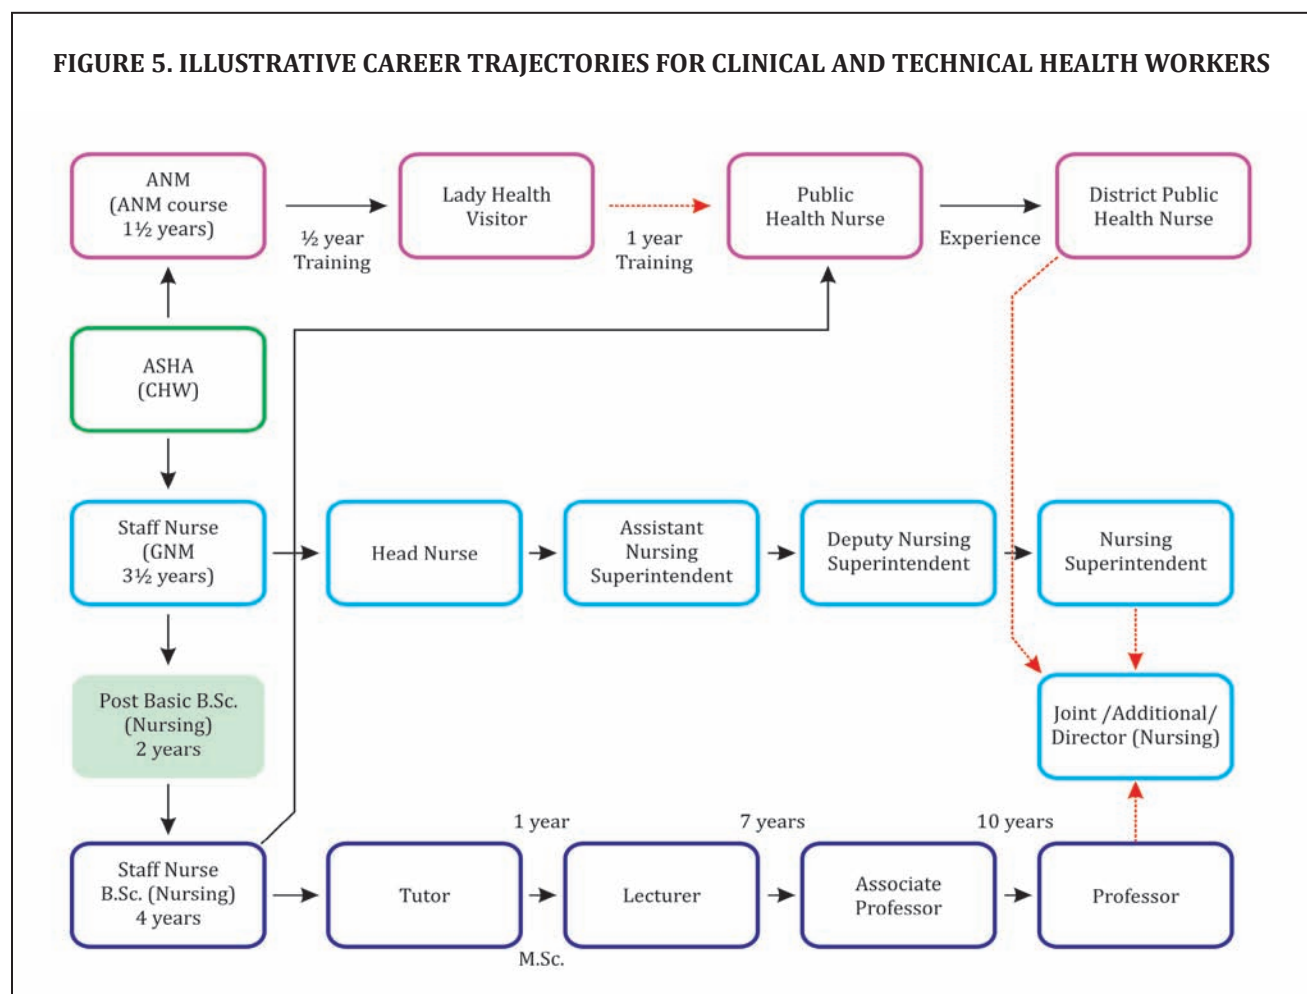 FIGURE 5. ILLUSTRATIVE CAREER TRAJECTORIES FOR CLINICAL AND TECHNICAL HEALTH WORKERS
ANM
(ANM course
1½ years)
½ year
Training
Lady Health
Visitor
1 year
Training
Public
Health Nurse
Experience
District Public
Health Nurse
ASHA
(CHW)
Staff Nurse
(GNM
3½ years)
Head Nurse
Assistant
Nursing
Superintendent
Deputy Nursing
Superintendent
Nursing
Superintendent
Post Basic B.Sc.
(Nursing)
2 years
Joint /Additional/
Director (Nursing)
Staff Nurse
B.Sc. (Nursing)
4 years
Tutor
1 year
M.Sc.
Lecturer
7 years
Associate
Professor
10 years
Professor